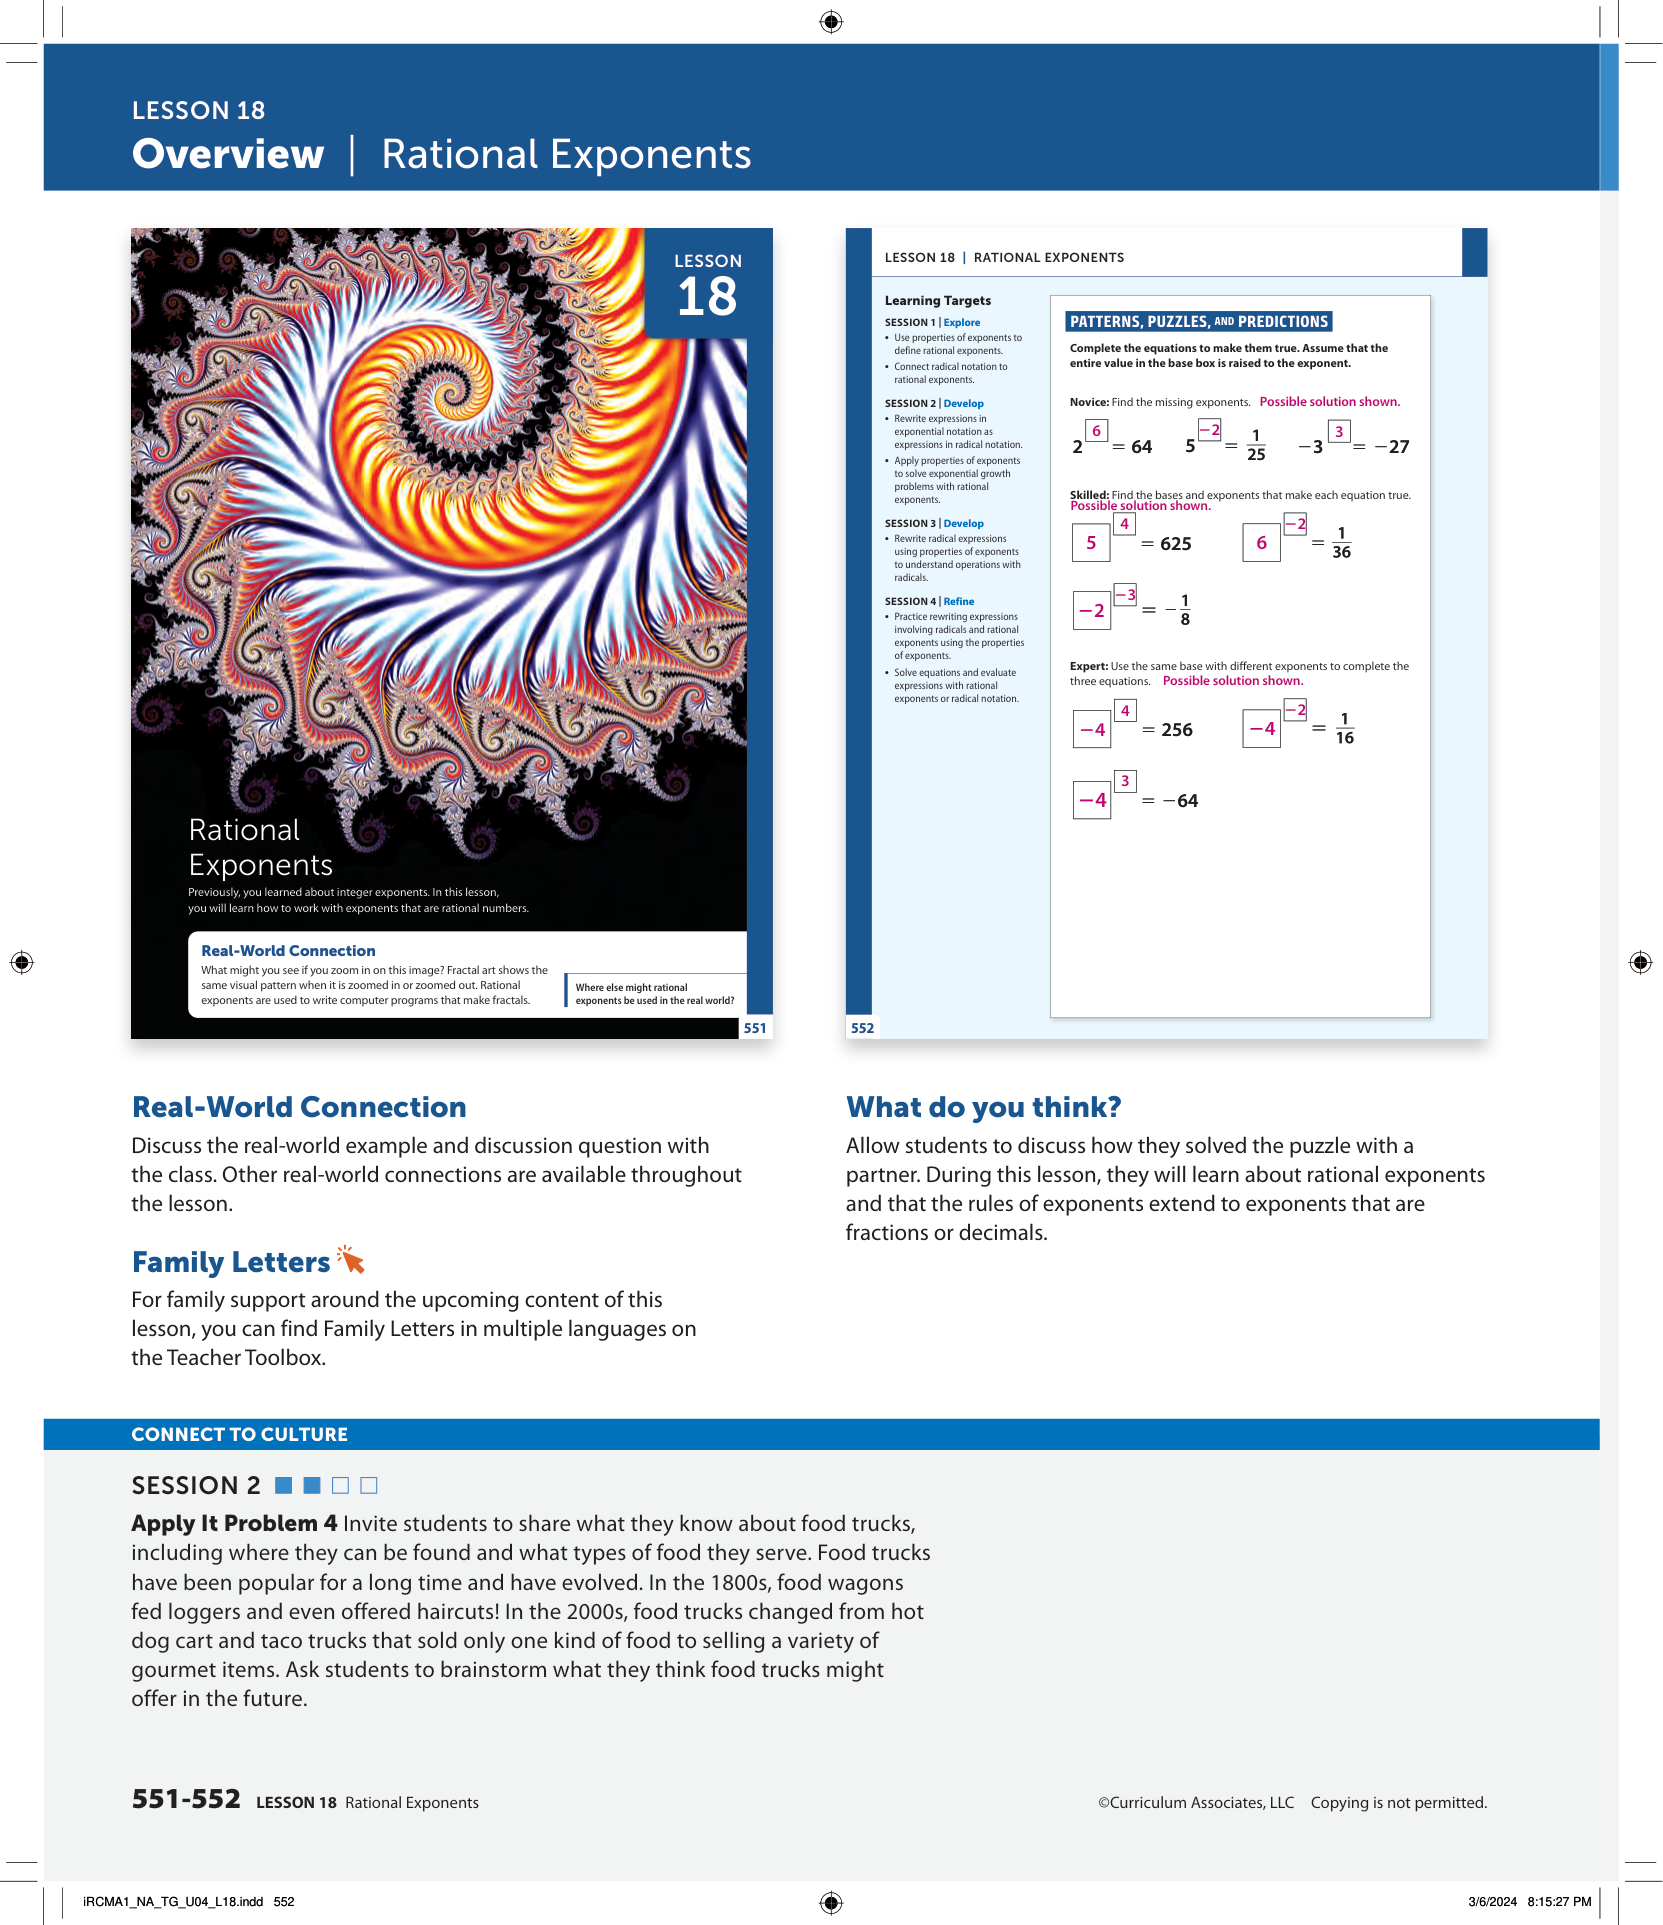 LESSON 18
Overview | Rational Exponents
LESSON
18
Rational
Exponents
Previously, you learned about integer exponents. In this lesson,
you will learn how to work with exponents that are rational numbers.
Real-World Connection
What might you see if you zoom in on this image? Fractal art shows the
same visual pattern when it is zoomed in or zoomed out. Rational
exponents are used to write computer programs that make fractals.
Where else might rational
exponents be used in the real world?
551
LESSON 18 | RATIONAL EXPONENTS
Learning Targets
SESSION 1 | Explore
• Use properties of exponents to
define rational exponents.
• Connect radical notation to
rational exponents.
SESSION 2 | Develop
• Rewrite expressions in
exponential notation as
expressions in radical notation.
• Apply properties of exponents
to solve exponential growth
problems with rational
exponents.
SESSION 3 | Develop
• Rewrite radical expressions
using properties of exponents
to understand operations with
radicals.
SESSION 4 | Refine
• Practice rewriting expressions
involving radicals and rational
exponents using the properties
of exponents.
• Solve equations and evaluate
expressions with rational
exponents or radical notation.
PATTERNS, PUZZLES, AND PREDICTIONS
Complete the equations to make them true. Assume that the
entire value in the base box is raised to the exponent.
Novice: Find the missing exponents. Possible solution shown.
2^6 = 64 5^−2 = 1/25 −3^3 = −27
Skilled: Find the bases and exponents that make each equation true.
Possible solution shown.
5^4 = 625 6^−2 = 1/36
−2^−3 = −1/8
Expert: Use the same base with different exponents to complete the
three equations. Possible solution shown.
−4^4 = 256 −4^−2 = 1/16
−4^3 = −64
552
Real-World Connection
Discuss the real-world example and discussion question with
the class. Other real-world connections are available throughout
the lesson.
Family Letters
For family support around the upcoming content of this
lesson, you can find Family Letters in multiple languages on
the Teacher Toolbox.
What do you think?
Allow students to discuss how they solved the puzzle with a
partner. During this lesson, they will learn about rational exponents
and that the rules of exponents extend to exponents that are
fractions or decimals.
CONNECT TO CULTURE
SESSION 2
Apply It Problem 4 Invite students to share what they know about food trucks,
including where they can be found and what types of food they serve. Food trucks
have been popular for a long time and have evolved. In the 1800s, food wagons
fed loggers and even offered haircuts! In the 2000s, food trucks changed from hot
dog cart and taco trucks that sold only one kind of food to selling a variety of
gourmet items. Ask students to brainstorm what they think food trucks might
offer in the future.
551-552 LESSON 18 Rational Exponents
©Curriculum Associates, LLC Copying is not permitted.
iRCMA1_NA_TG_U04_L18.indd 552
3/6/2024 8:15:27 PM